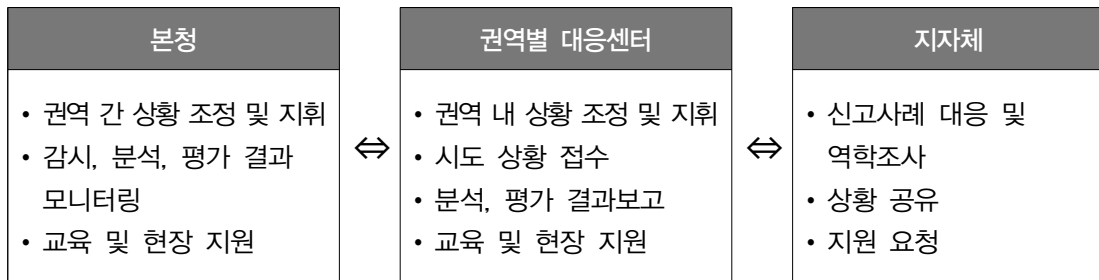 본청
• 권역 간 상황 조정 및 지휘
• 감시, 분석, 평가 결과
모니터링
• 교육 및 현장 지원
⇔
권역별 대응센터
• 권역 내 상황 조정 및 지휘
• 시도 상황 접수
• 분석, 평가 결과보고
• 교육 및 현장 지원
⇔
지자체
• 신고사례 대응 및
역학조사
• 상황 공유
• 지원 요청